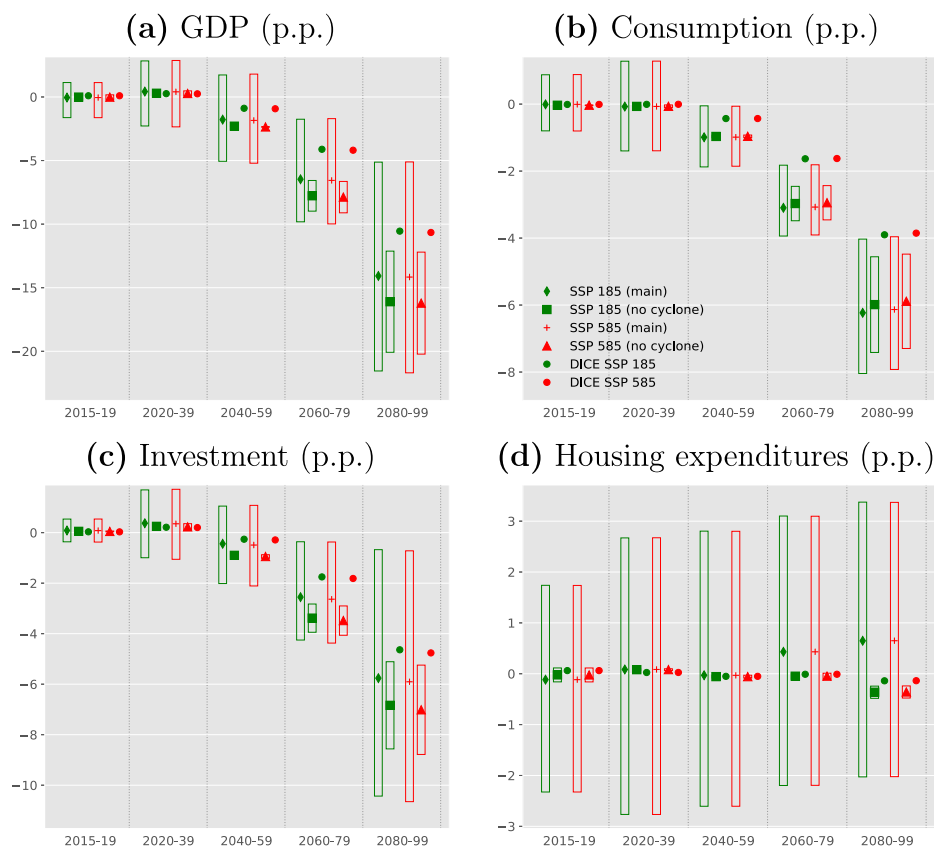 (a) GDP (p.p.)
0
−5
−10
−15
−20
2015-19 2020-39 2040-59 2060-79 2080-99
(b) Consumption (p.p.)
0
−2
−4
−6
−8
SSP 185 (main)
SSP 185 (no cyclone)
SSP 585 (main)
SSP 585 (no cyclone)
DICE SSP 185
DICE SSP 585
2015-19 2020-39 2040-59 2060-79 2080-99
(c) Investment (p.p.)
0
−2
−4
−6
−8
−10
2015-19 2020-39 2040-59 2060-79 2080-99
(d) Housing expenditures (p.p.)
3
2
1
0
−1
−2
−3
2015-19 2020-39 2040-59 2060-79 2080-99